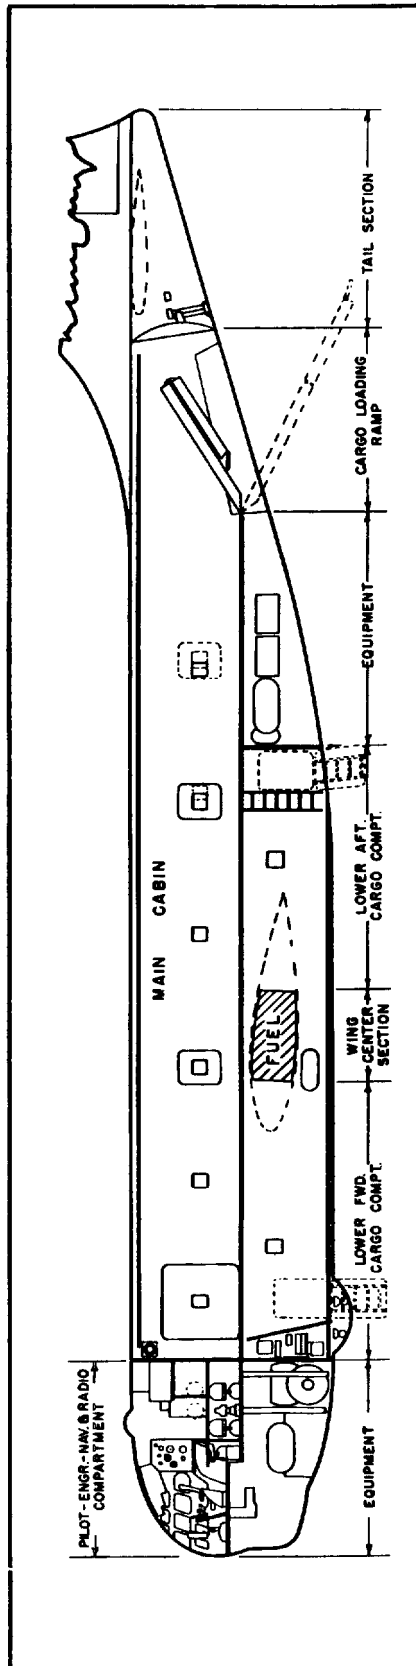 PILOT-ENGR-NAV. & RADIO
COMPARTMENT
MAIN CABIN
FUEL
EQUIPMENT
LOWER FWD.
CARGO COMPT.
WING
CENTER
SECTION
LOWER AFT.
CARGO COMPT.
EQUIPMENT
CARGO LOADING
RAMP
TAIL SECTION